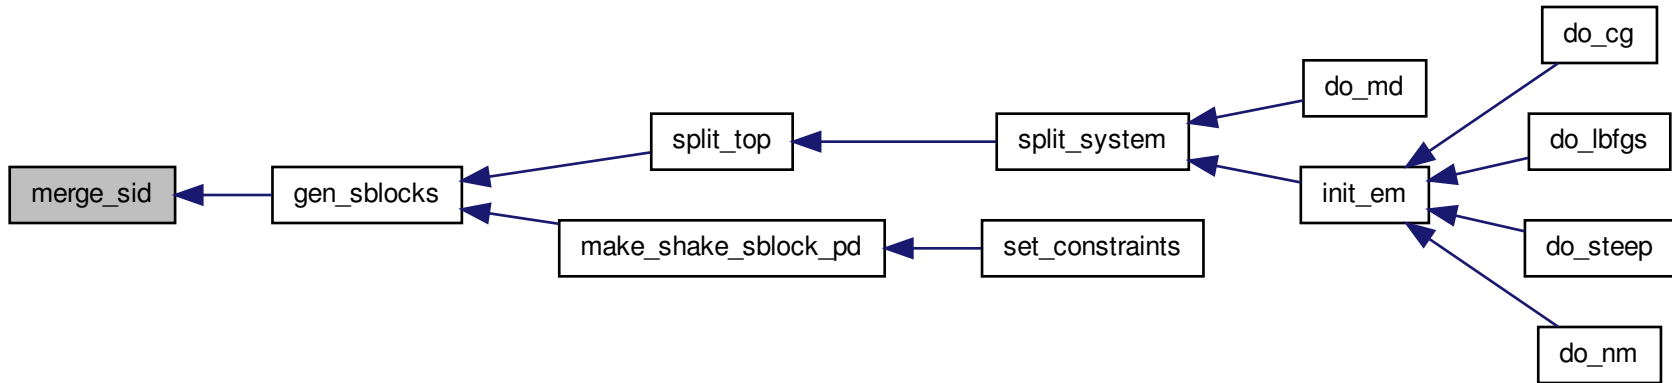 merge_sid
gen_sblocks
split_top
make_shake_sblock_pd
split_system
set_constraints
do_md
init_em
do_cg
do_lbfgs
do_steep
do_nm